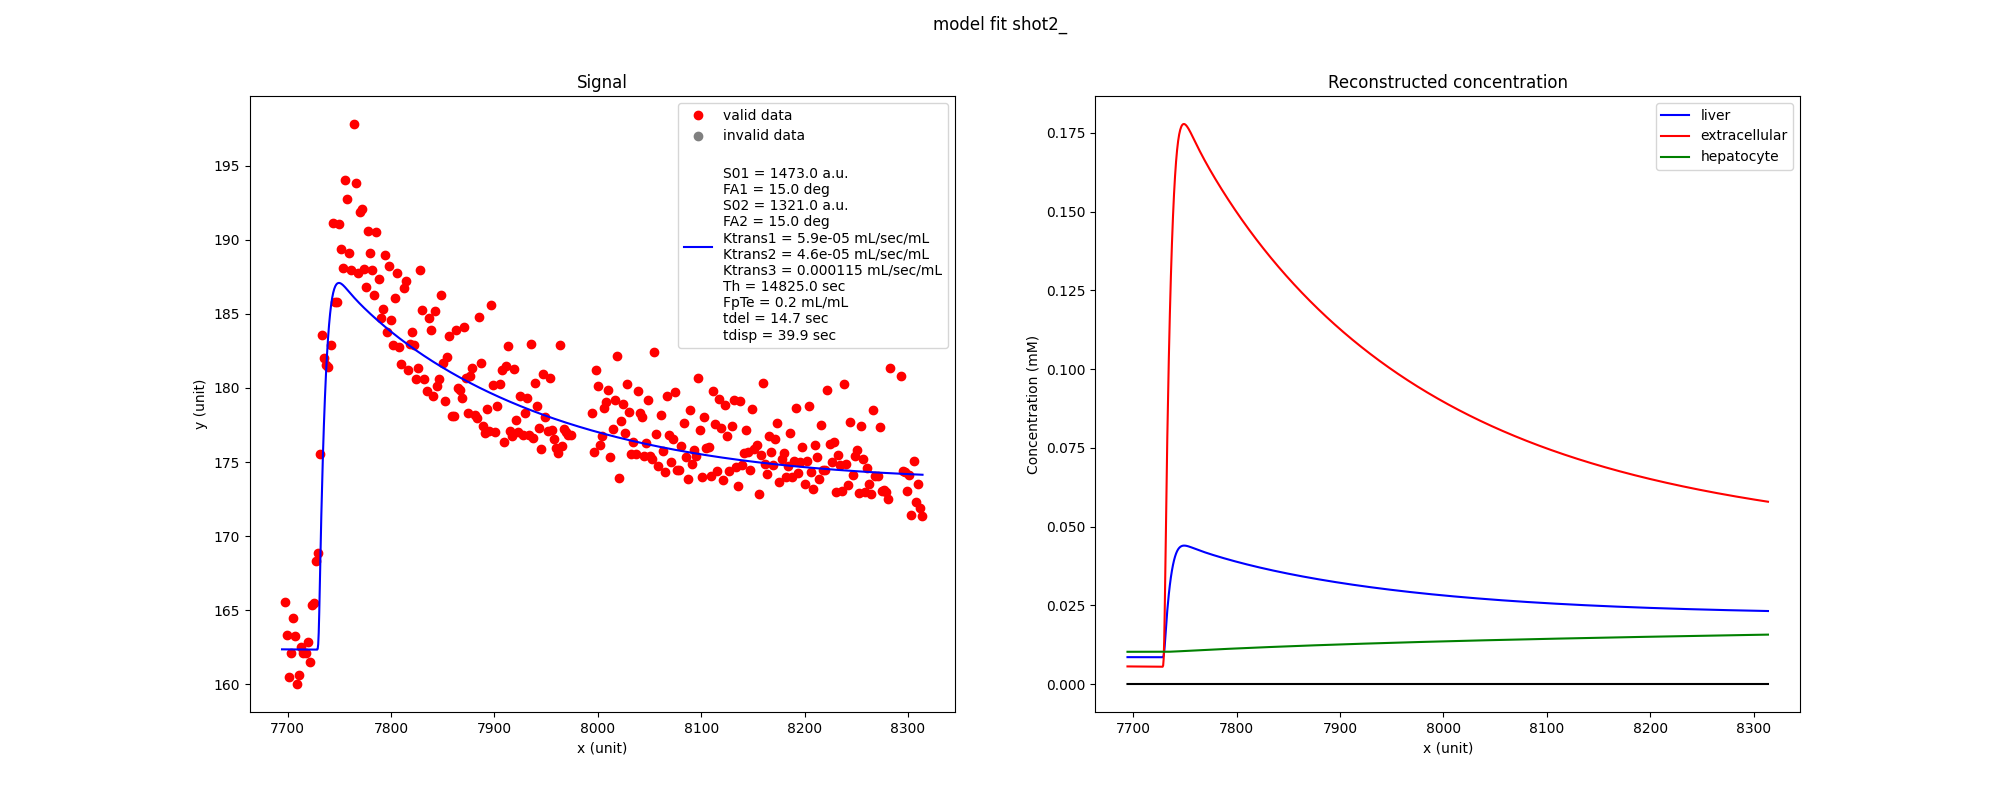 model fit shot2_
Signal
195
190
185
180
175
170
165
160
y (unit)
7700 7800 7900 8000 8100 8200 8300
x (unit)
valid data
invalid data
S01 = 1473.0 a.u.
FA1 = 15.0 deg
S02 = 1321.0 a.u.
FA2 = 15.0 deg
Ktrans1 = 5.9e-05 mL/sec/mL
Ktrans2 = 4.6e-05 mL/sec/mL
Ktrans3 = 0.000115 mL/sec/mL
Th = 14825.0 sec
FpTe = 0.2 mL/mL
tdel = 14.7 sec
tdisp = 39.9 sec
Reconstructed concentration
0.175
0.150
0.125
0.100
0.075
0.050
0.025
0.000
Concentration (mM)
7700 7800 7900 8000 8100 8200 8300
x (unit)
liver
extracellular
hepatocyte